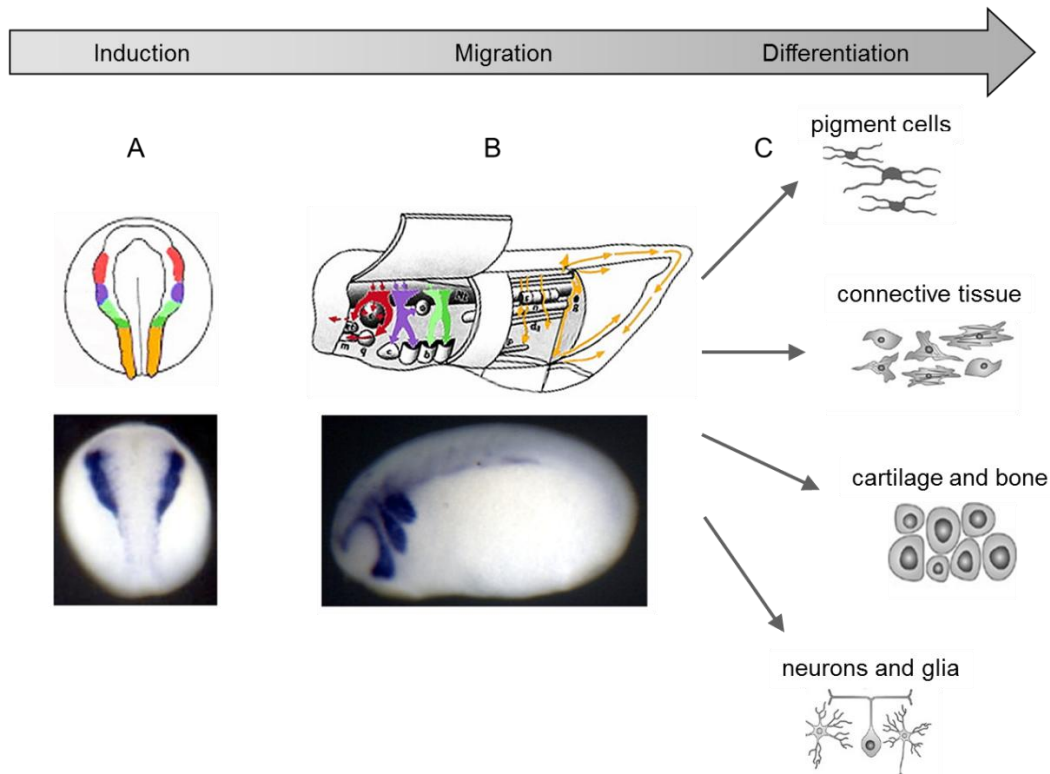 Induction Migration Differentiation
A B C
pigment cells
connective tissue
cartilage and bone
neurons and glia
m q c b